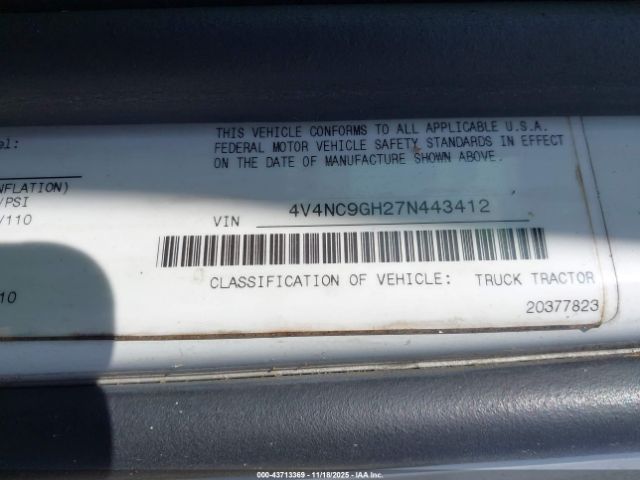 THIS VEHICLE CONFORMS TO ALL APPLICABLE U.S.A.
FEDERAL MOTOR VEHICLE SAFETY STANDARDS IN EFFECT
ON THE DATE OF MANUFACTURE SHOWN ABOVE.
el:
NFLATION)
/PSI
/110
VIN 4V4NC9GH27N443412
CLASSIFICATION OF VEHICLE: TRUCK TRACTOR
10
20377823
00-43713369 - 11/18/2025 - IAA Inc.